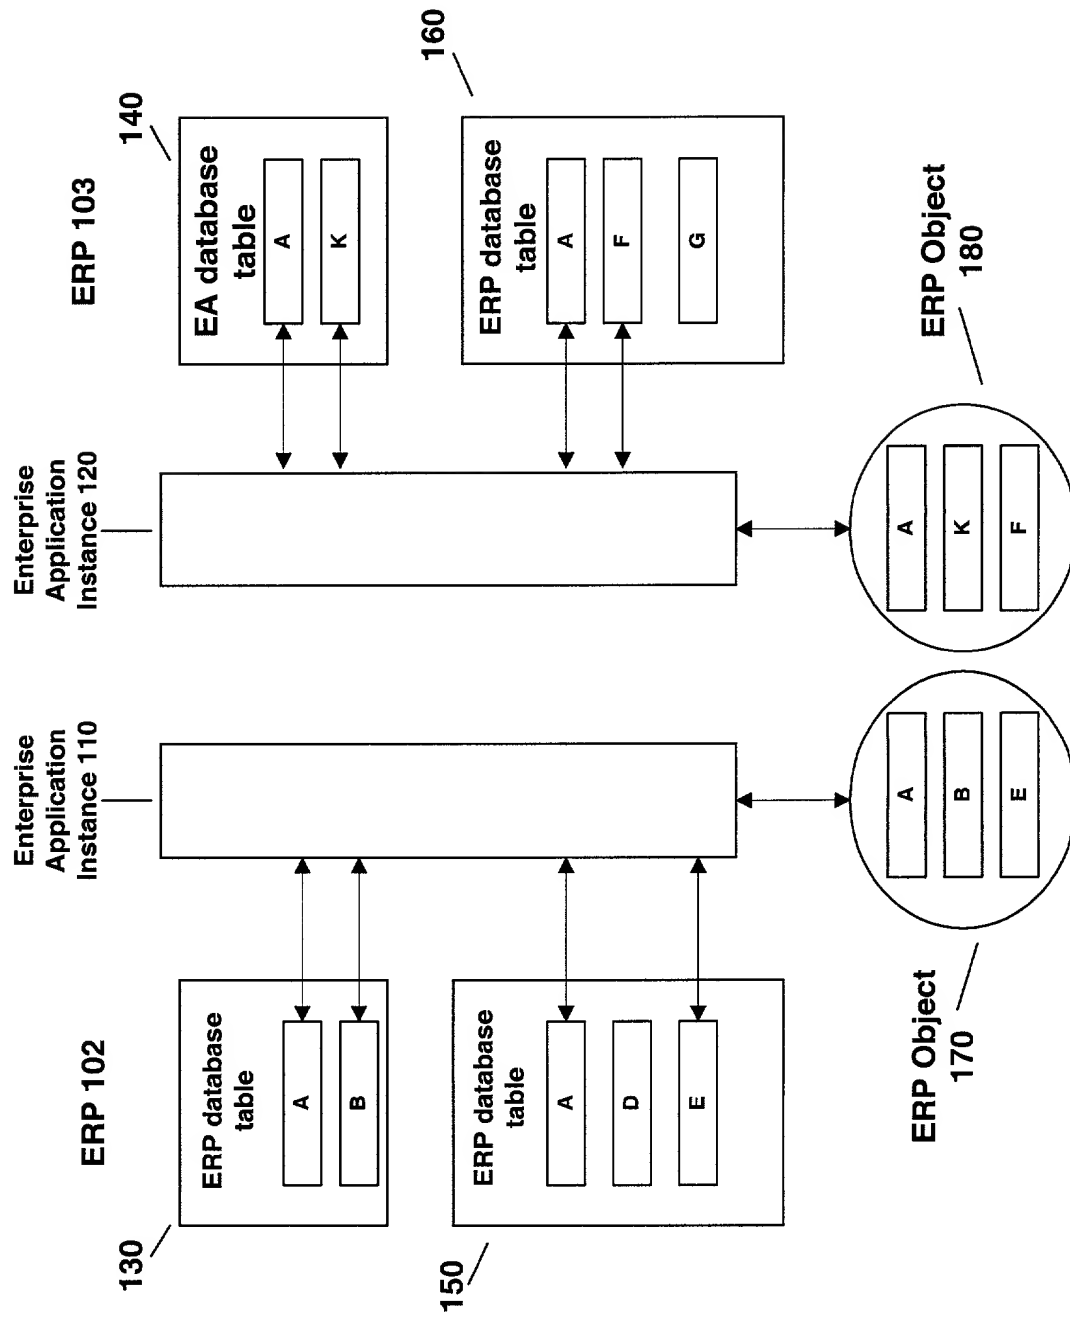 ERP 102
ERP 103
Enterprise
Application
Instance 110
Enterprise
Application
Instance 120
130
ERP database
table
A
B
140
EA database
table
A
K
150
ERP database
table
A
D
E
160
ERP database
table
A
F
G
ERP Object
170
A
B
E
A
K
F
ERP Object
180